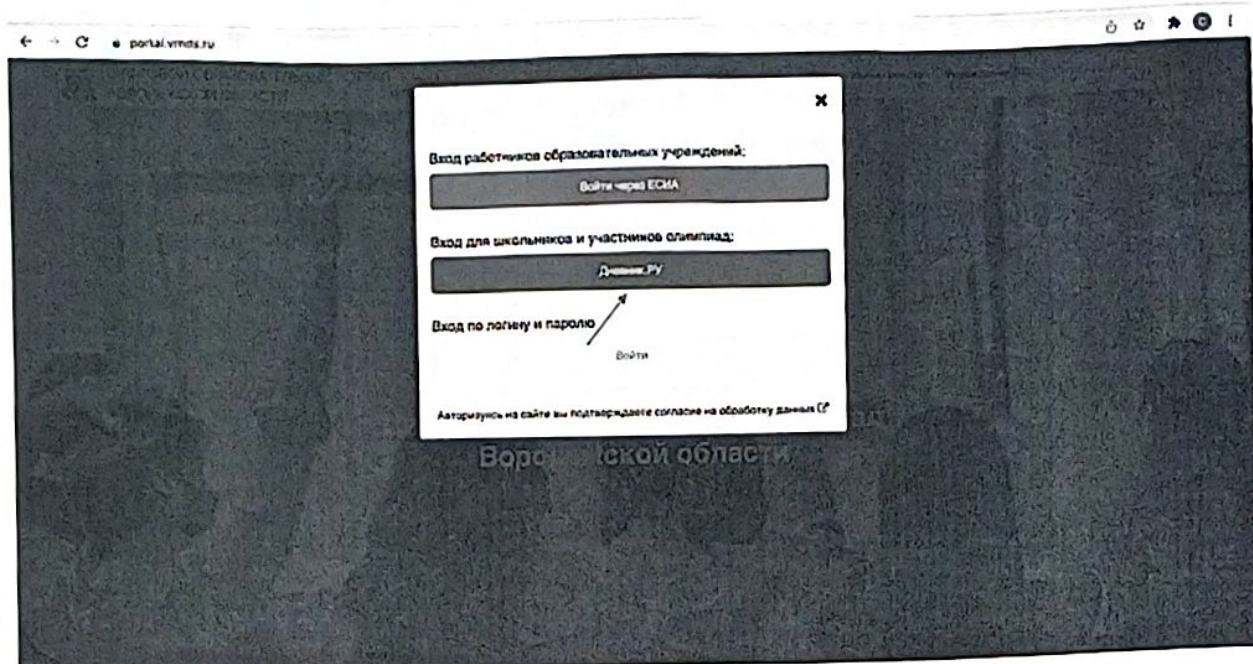 portal.vrnds.ru
Вход работников образовательных учреждений:
Войти через ЕСИА
Вход для школьников и участников олимпиад:
Дневник.РУ
Вход по логину и паролю
Войти
Авторизуясь на сайте вы подтверждаете согласие на обработку данных
области